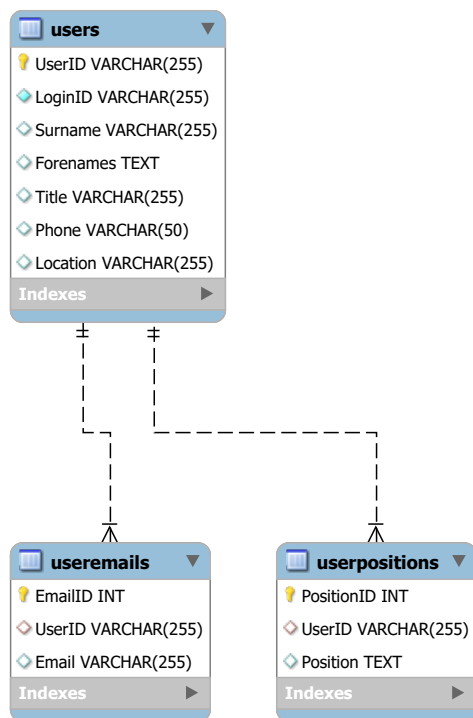 users
UserID VARCHAR(255)
LoginID VARCHAR(255)
Surname VARCHAR(255)
Forenames TEXT
Title VARCHAR(255)
Phone VARCHAR(50)
Location VARCHAR(255)
Indexes
useremails
EmailID INT
UserID VARCHAR(255)
Email VARCHAR(255)
Indexes
userpositions
PositionID INT
UserID VARCHAR(255)
Position TEXT
Indexes